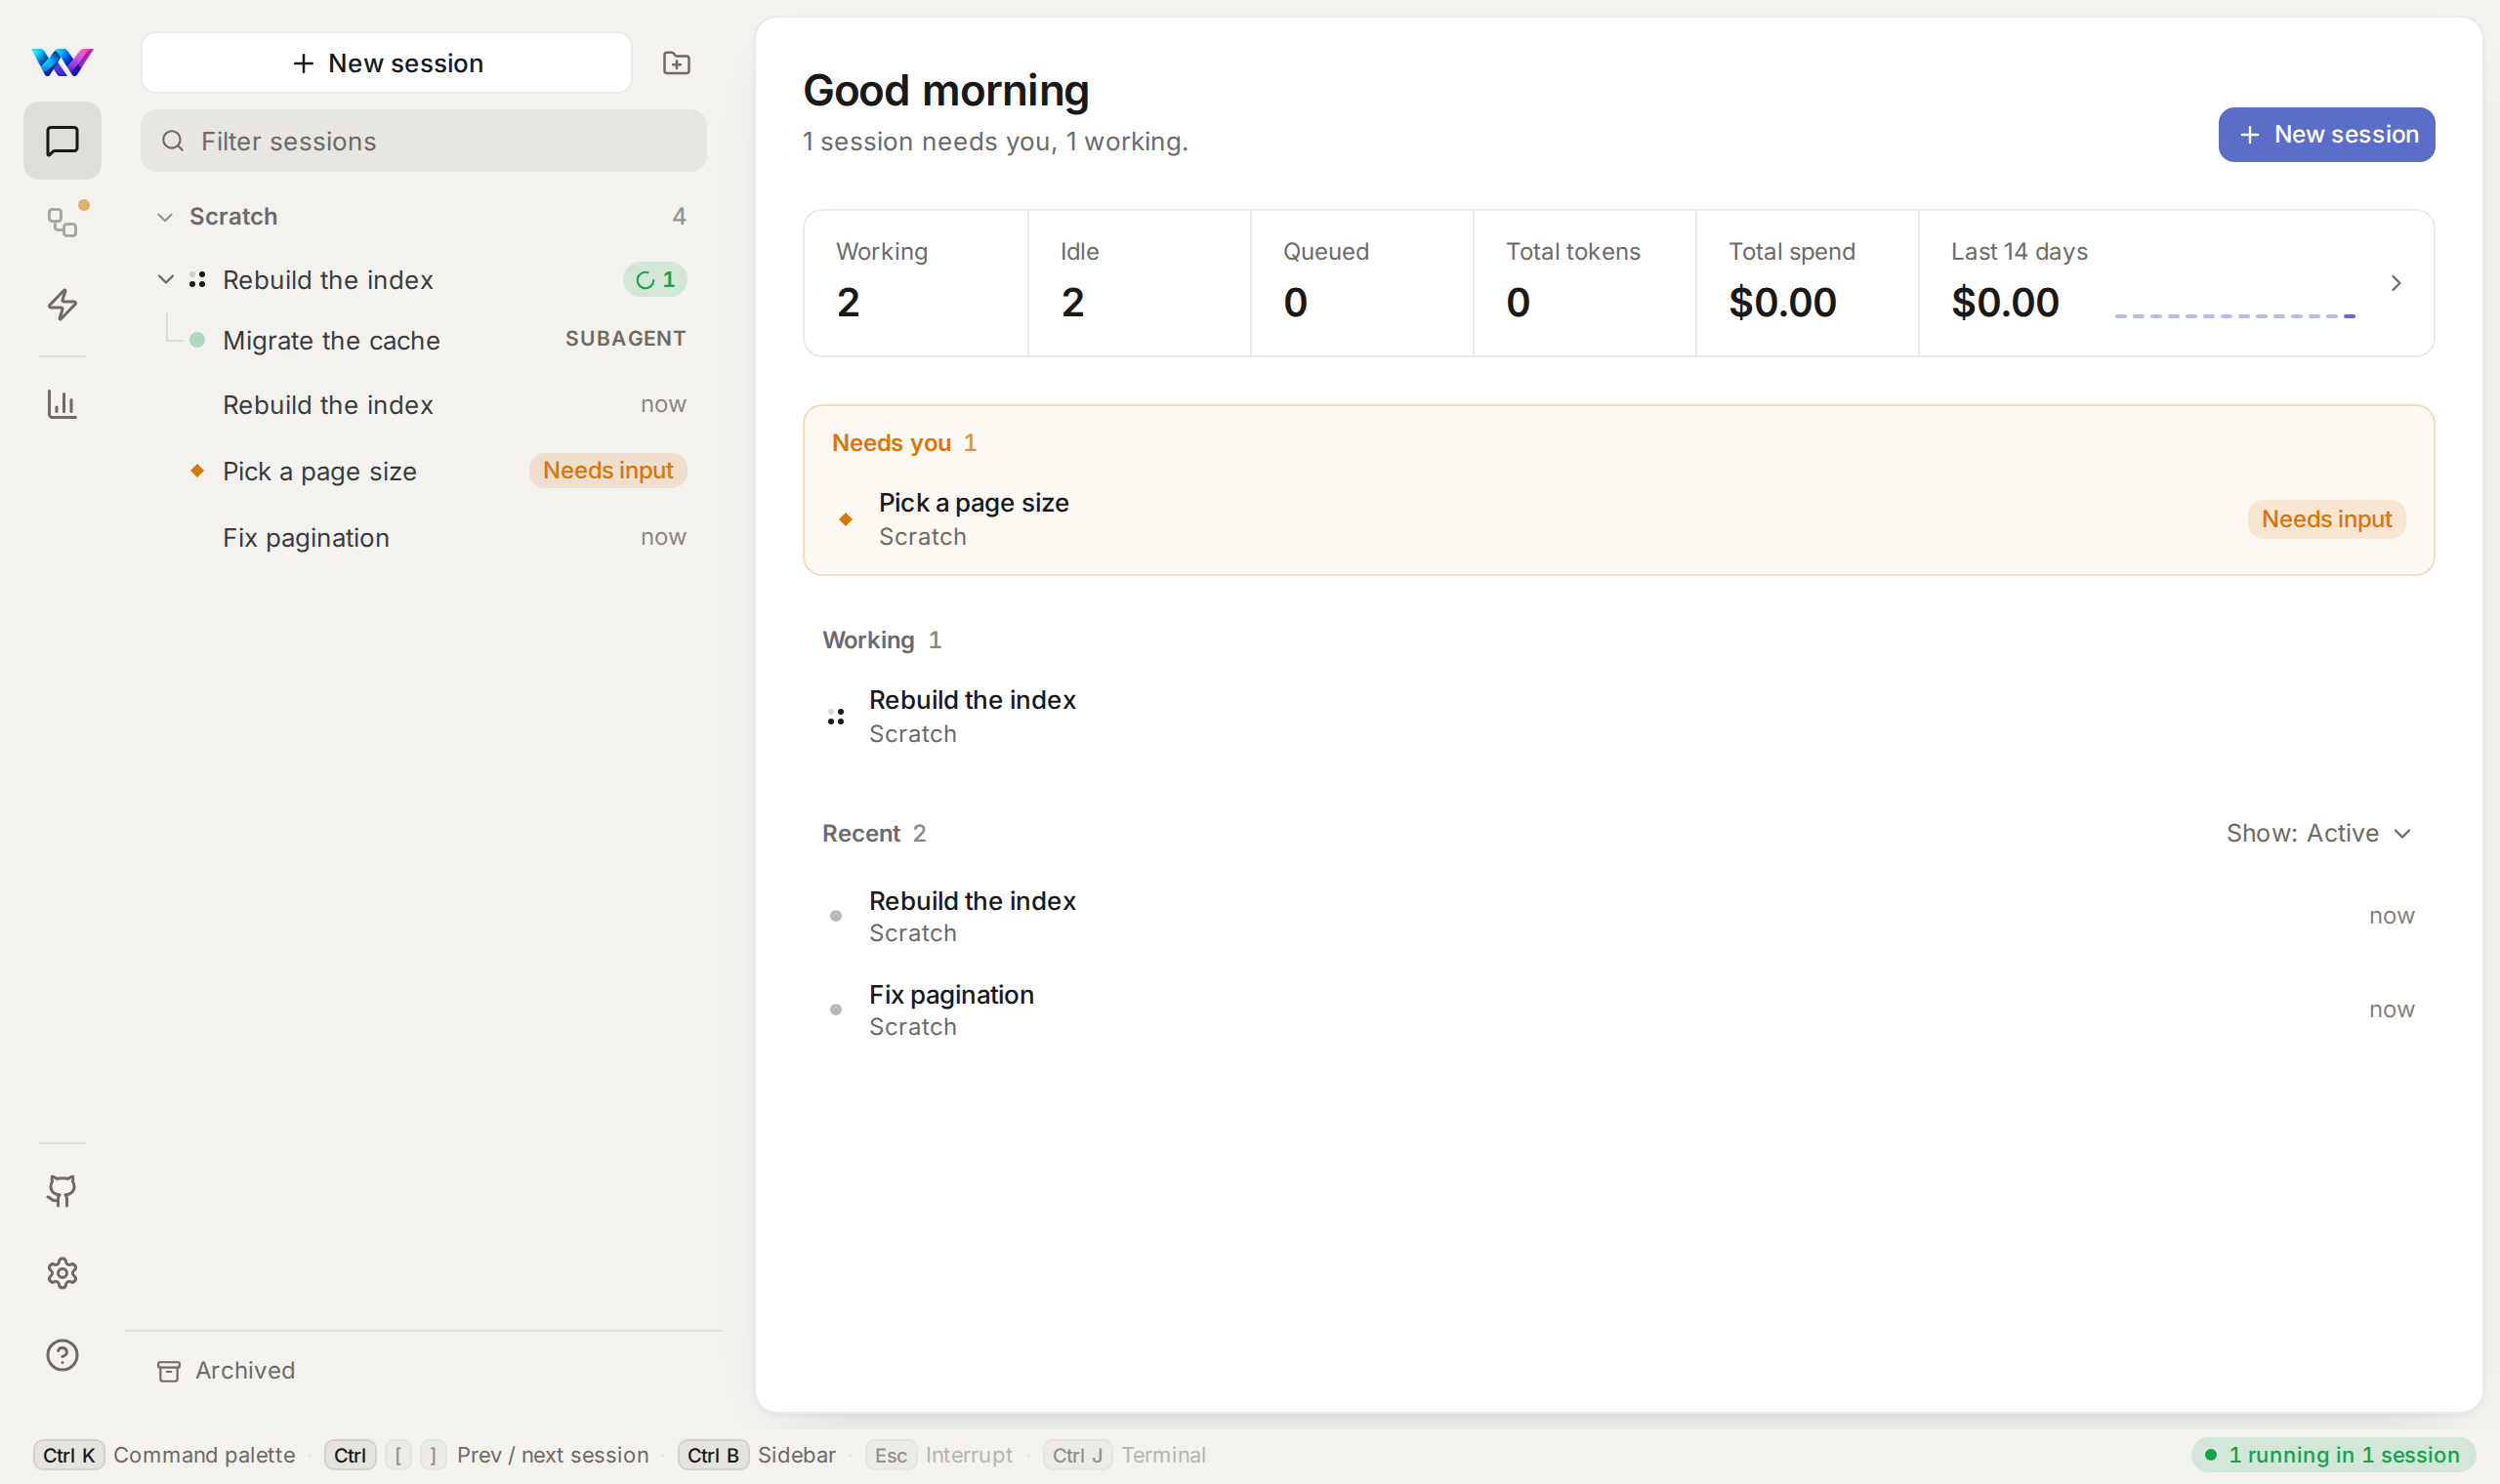 New session
Filter sessions
Scratch 4
Rebuild the index 1
Migrate the cache SUBAGENT
Rebuild the index now
Pick a page size Needs input
Fix pagination now
Archived
Good morning
1 session needs you, 1 working.
New session
Working Idle Queued Total tokens Total spend Last 14 days
2 2 0 0 $0.00 $0.00
Needs you 1
Pick a page size
Scratch
Needs input
Working 1
Rebuild the index
Scratch
Recent 2 Show: Active
Rebuild the index
Scratch
now
Fix pagination
Scratch
now
Ctrl K Command palette · Ctrl [ ] Prev / next session · Ctrl B Sidebar · Esc Interrupt · Ctrl J Terminal 1 running in 1 session